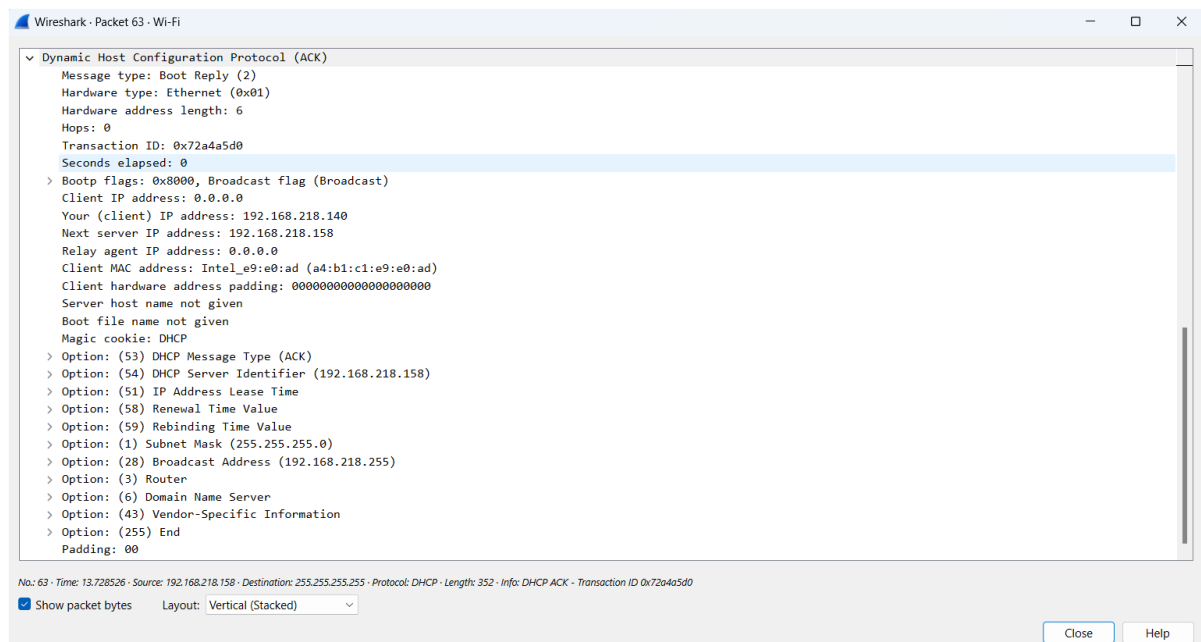 Wireshark · Packet 63 · Wi-Fi
Dynamic Host Configuration Protocol (ACK)
Message type: Boot Reply (2)
Hardware type: Ethernet (0x01)
Hardware address length: 6
Hops: 0
Transaction ID: 0x72a4a5d0
Seconds elapsed: 0
Bootp flags: 0x8000, Broadcast flag (Broadcast)
Client IP address: 0.0.0.0
Your (client) IP address: 192.168.218.140
Next server IP address: 192.168.218.158
Relay agent IP address: 0.0.0.0
Client MAC address: Intel_e9:e0:ad (a4:b1:c1:e9:e0:ad)
Client hardware address padding: 00000000000000000000
Server host name not given
Boot file name not given
Magic cookie: DHCP
Option: (53) DHCP Message Type (ACK)
Option: (54) DHCP Server Identifier (192.168.218.158)
Option: (51) IP Address Lease Time
Option: (58) Renewal Time Value
Option: (59) Rebinding Time Value
Option: (1) Subnet Mask (255.255.255.0)
Option: (28) Broadcast Address (192.168.218.255)
Option: (3) Router
Option: (6) Domain Name Server
Option: (43) Vendor-Specific Information
Option: (255) End
Padding: 00
No.: 63 · Time: 13.728526 · Source: 192.168.218.158 · Destination: 255.255.255.255 · Protocol: DHCP · Length: 352 · Info: DHCP ACK - Transaction ID 0x72a4a5d0
Show packet bytes Layout: Vertical (Stacked)
Close Help